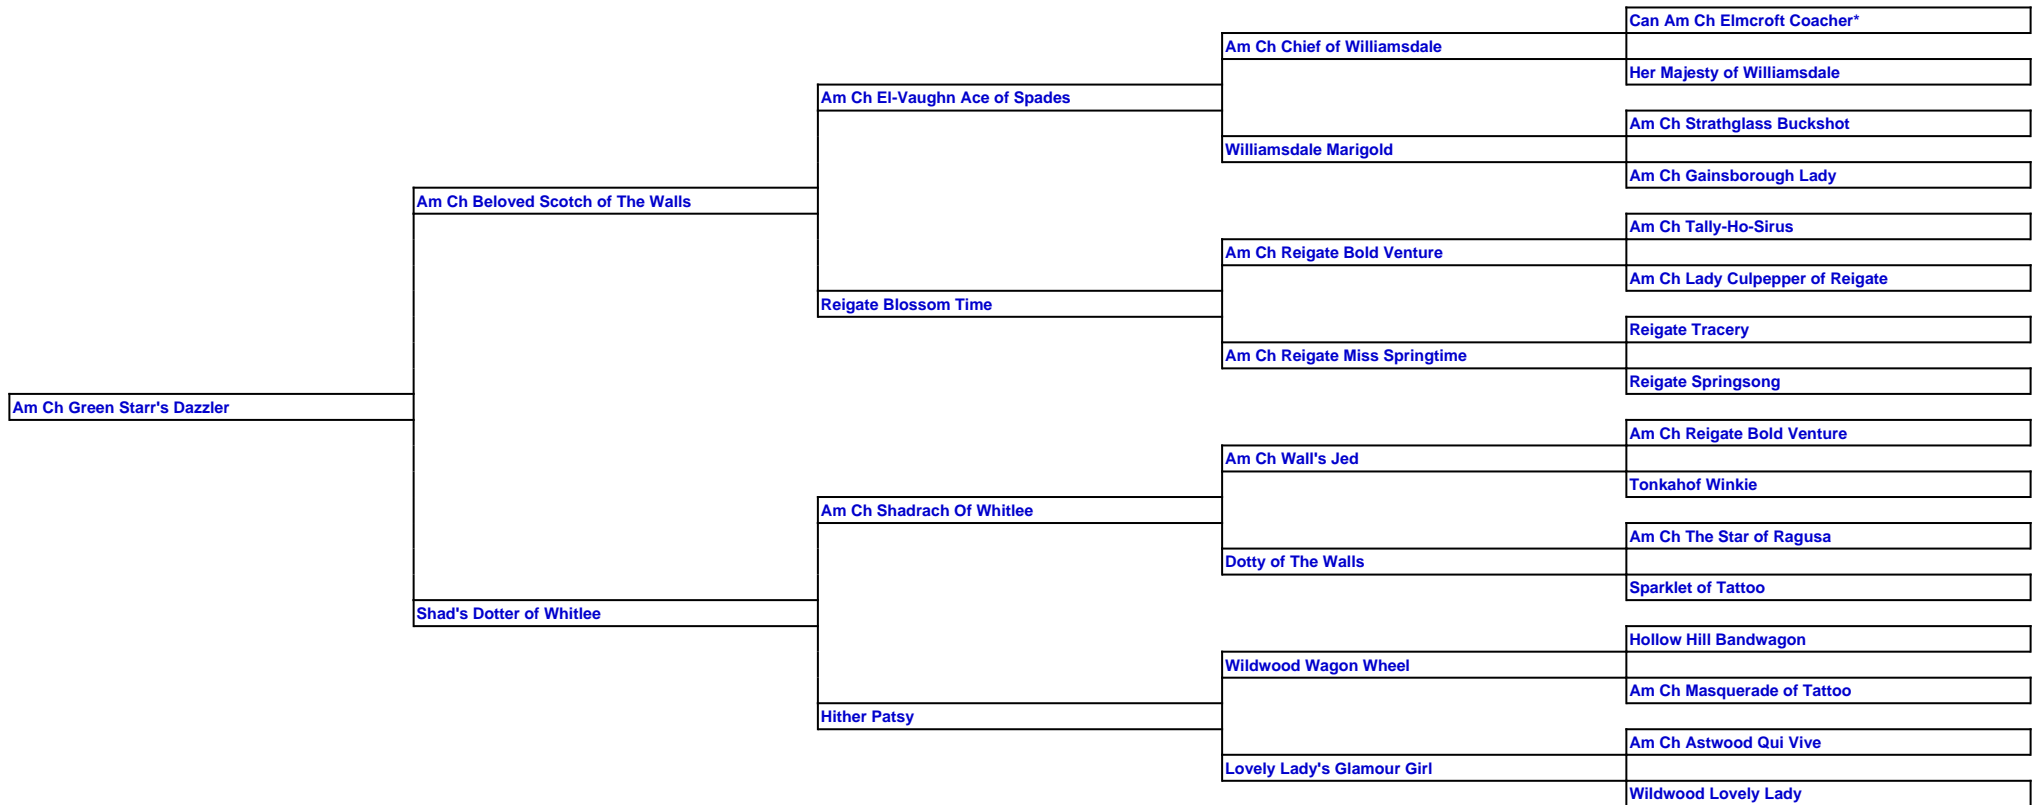 Can Am Ch Elmcroft Coacher*
Am Ch Chief of Williamsdale
Her Majesty of Williamsdale
Am Ch El-Vaughn Ace of Spades
Am Ch Strathglass Buckshot
Williamsdale Marigold
Am Ch Gainsborough Lady
Am Ch Beloved Scotch of The Walls
Am Ch Tally-Ho-Sirus
Am Ch Reigate Bold Venture
Am Ch Lady Culpepper of Reigate
Reigate Blossom Time
Reigate Tracery
Am Ch Reigate Miss Springtime
Reigate Springsong
Am Ch Green Starr's Dazzler
Am Ch Reigate Bold Venture
Am Ch Wall's Jed
Tonkahof Winkie
Am Ch Shadrach Of Whitlee
Am Ch The Star of Ragusa
Dotty of The Walls
Sparklet of Tattoo
Shad's Dotter of Whitlee
Hollow Hill Bandwagon
Wildwood Wagon Wheel
Am Ch Masquerade of Tattoo
Hither Patsy
Am Ch Astwood Qui Vive
Lovely Lady's Glamour Girl
Wildwood Lovely Lady